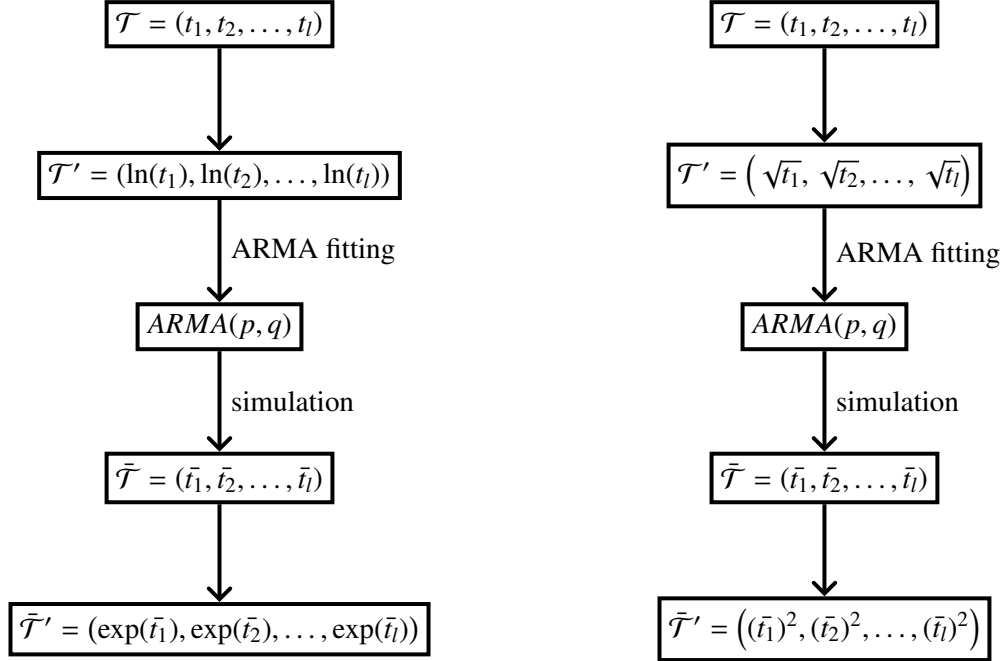 𝒯 = (t₁, t₂, . . . , tₗ)
𝒯′ = (ln(t₁), ln(t₂), . . . , ln(tₗ))
ARMA fitting
ARMA(p, q)
simulation
𝒯̄ = (t̄₁, t̄₂, . . . , t̄ₗ)
𝒯̄′ = (exp(t̄₁), exp(t̄₂), . . . , exp(t̄ₗ))
𝒯 = (t₁, t₂, . . . , tₗ)
𝒯′ = (√t₁, √t₂, . . . , √tₗ)
ARMA fitting
ARMA(p, q)
simulation
𝒯̄ = (t̄₁, t̄₂, . . . , t̄ₗ)
𝒯̄′ = ((t̄₁)², (t̄₂)², . . . , (t̄ₗ)²)